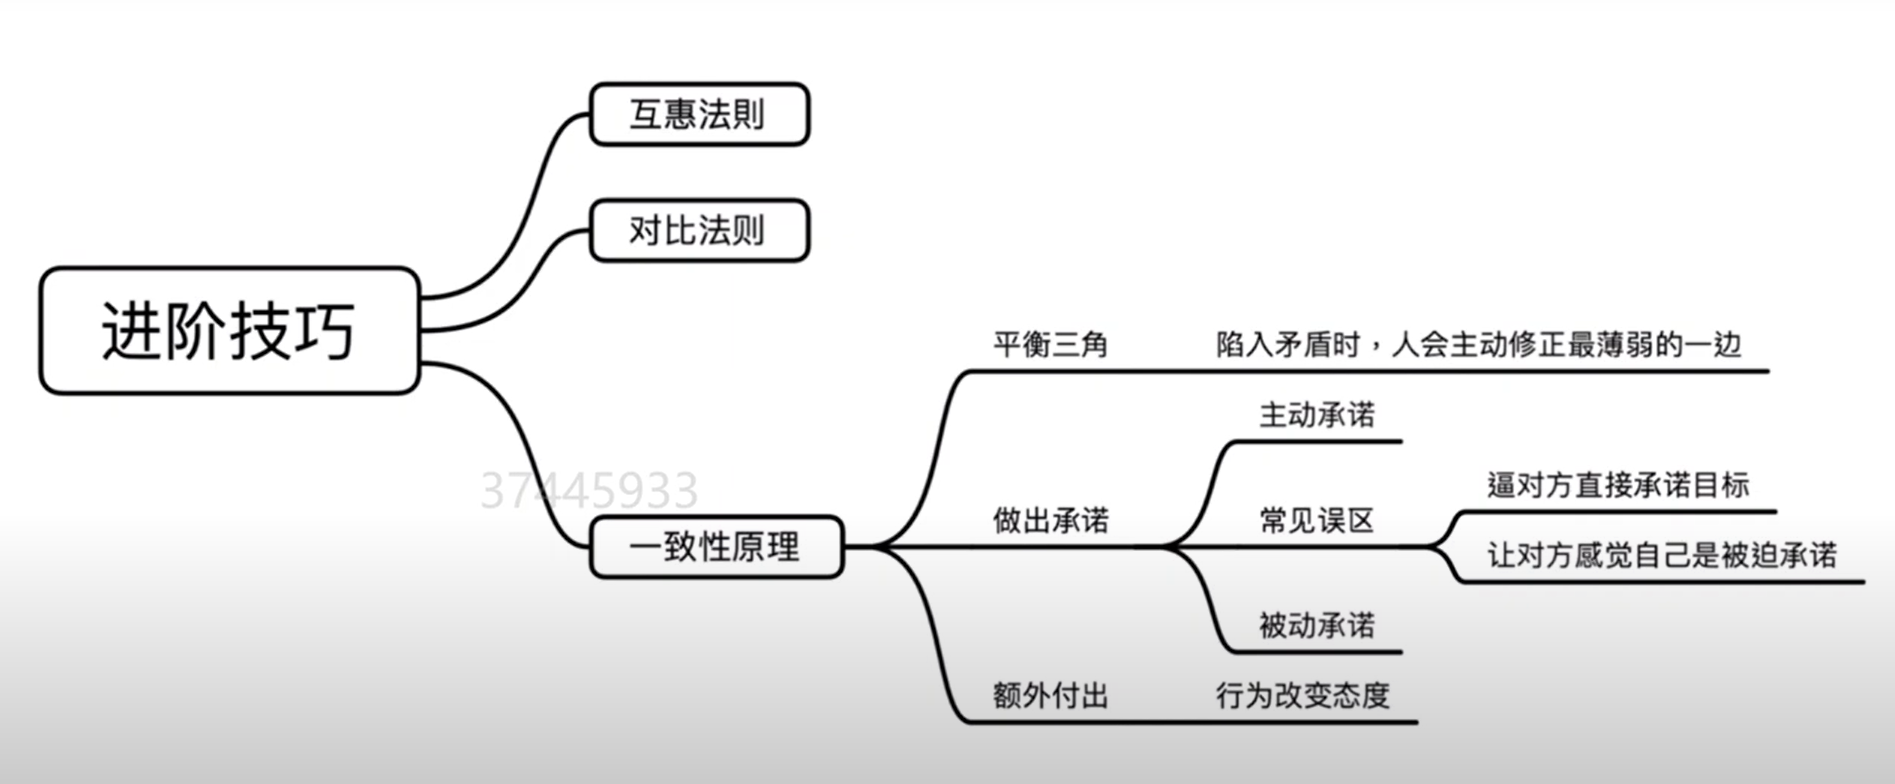 互惠法則
对比法则
进阶技巧
平衡三角 陷入矛盾时，人会主动修正最薄弱的一边
主动承诺
逼对方直接承诺目标
37445933
做出承诺 常见误区
一致性原理
让对方感觉自己是被迫承诺
被动承诺
额外付出 行为改变态度